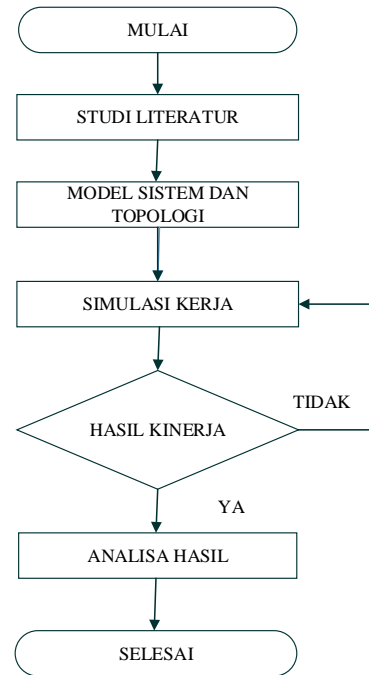 MULAI
STUDI LITERATUR
MODEL SISTEM DAN
TOPOLOGI
SIMULASI KERJA
TIDAK
HASIL KINERJA
YA
ANALISA HASIL
SELESAI